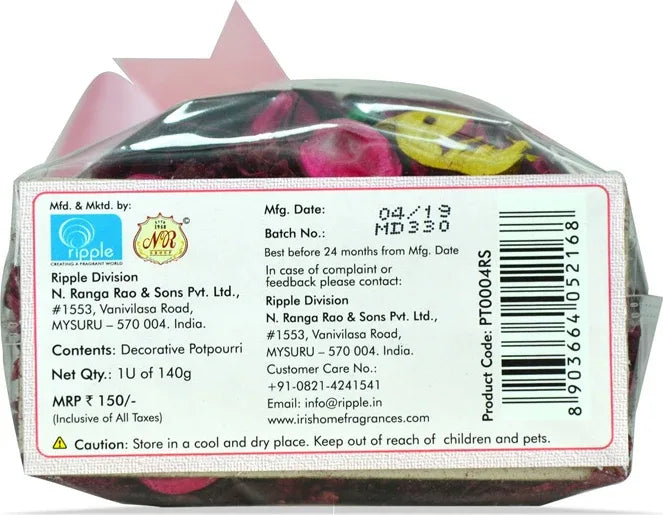 Mfd. & Mktd. by:
ripple
CREATING A FRAGRANT WORLD
ESTD
1948
NR
GROUP
©
Ripple Division
N. Ranga Rao & Sons Pvt. Ltd.,
#1553, Vanivilasa Road,
MYSURU – 570 004. India.
Contents: Decorative Potpourri
Net Qty.: 1U of 140g
MRP ₹ 150/-
(Inclusive of All Taxes)
Mfg. Date: 04/19
Batch No.: MD330
Best before 24 months from Mfg. Date
In case of complaint or
feedback please contact:
Ripple Division
N. Ranga Rao & Sons Pvt. Ltd.,
#1553, Vanivilasa Road,
MYSURU – 570 004. India.
Customer Care No.:
+91-0821-4241541
Email: info@ripple.in
www.irishomefragrances.com
Product Code: PT0004RS
8903664052168
Caution: Store in a cool and dry place. Keep out of reach of children and pets.